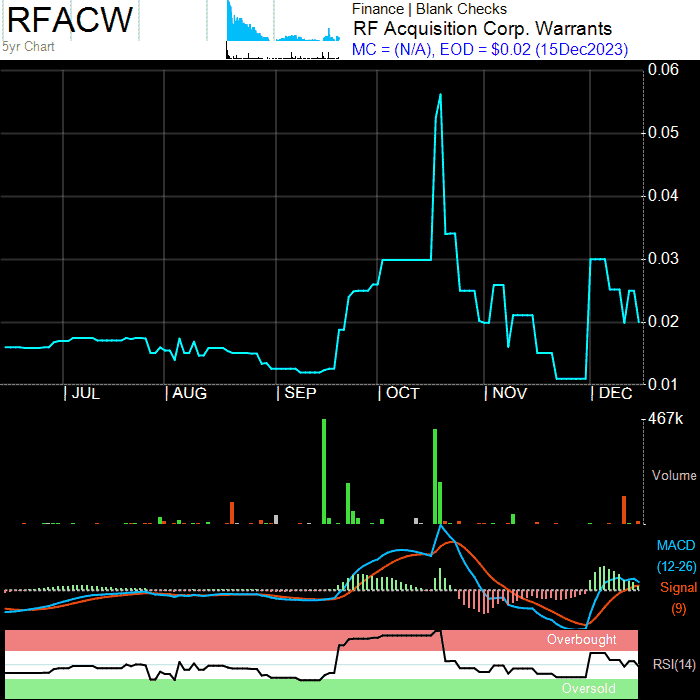 RFACW
5yr Chart
Finance | Blank Checks
RF Acquisition Corp. Warrants
MC = (N/A), EOD = $0.02 (15Dec2023)
0.06
0.05
0.04
0.03
0.02
0.01
| JUL | AUG | SEP | OCT | NOV | DEC
467k
Volume
MACD
(12-26)
Signal
(9)
Overbought
RSI(14)
Oversold